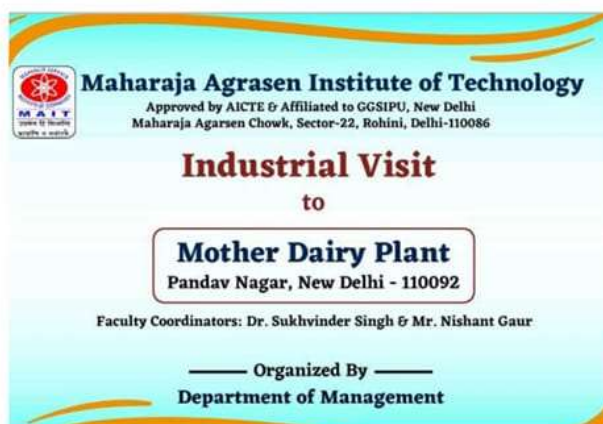 Maharaja Agrasen Institute of Technology
Approved by AICTE & Affiliated to GGSIPU, New Delhi
Maharaja Agarsen Chowk, Sector-22, Rohini, Delhi-110086
MAIT
Industrial Visit
to
Mother Dairy Plant
Pandav Nagar, New Delhi - 110092
Faculty Coordinators: Dr. Sukhvinder Singh & Mr. Nishant Gaur
Organized By
Department of Management